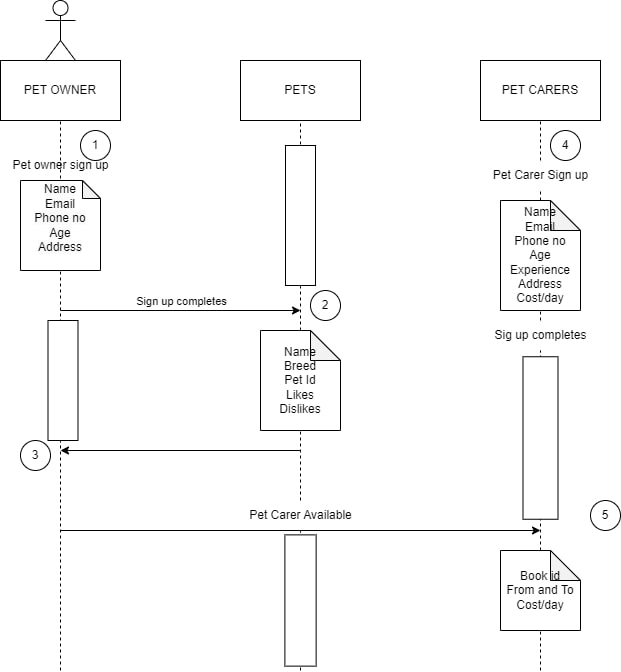 PET OWNER
PETS
PET CARERS
1
4
Pet owner sign up
Pet Carer Sign up
Name
Email
Phone no
Age
Address
Name
Email
Phone no
Age
Experience
Address
Cost/day
Sign up completes
2
Sig up completes
Name
Breed
Pet Id
Likes
Dislikes
3
Pet Carer Available
5
Book id
From and To
Cost/day